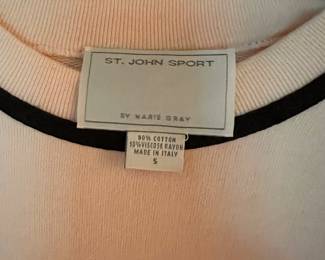 ST. JOHN SPORT
BY MARIE GRAY
90% COTTON
10% VISCOSE RAYON
MADE IN ITALY
S